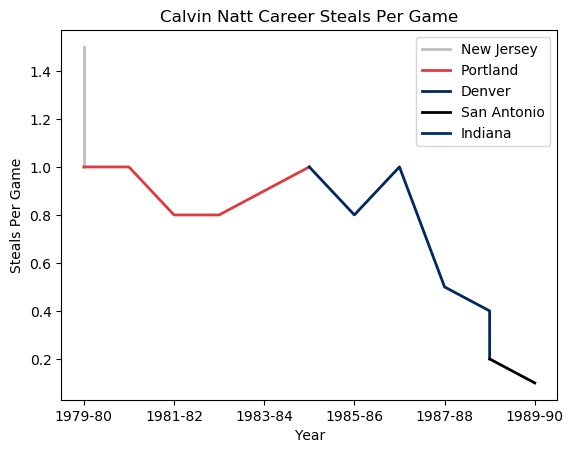 Calvin Natt Career Steals Per Game
New Jersey
Portland
Denver
San Antonio
Indiana
Steals Per Game
1.4
1.2
1.0
0.8
0.6
0.4
0.2
1979-80 1981-82 1983-84 1985-86 1987-88 1989-90
Year